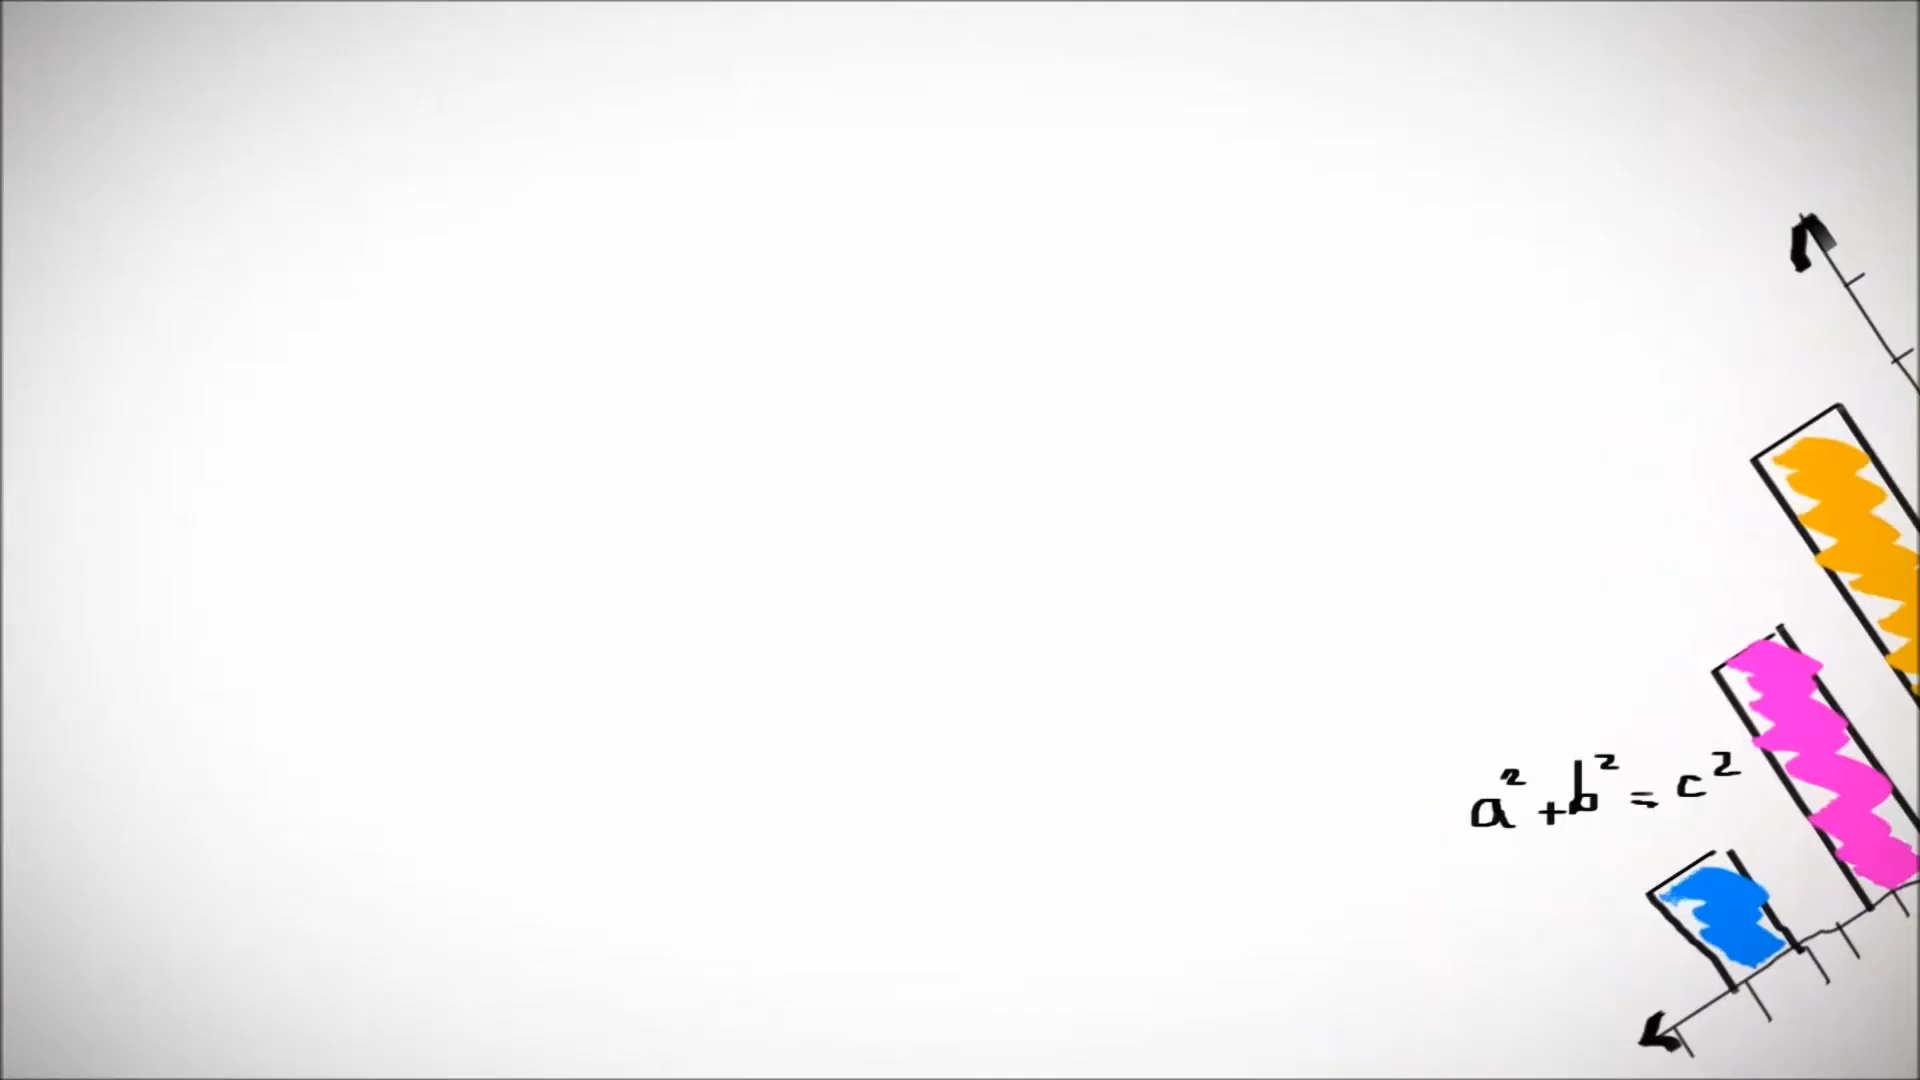 a² + b² = c²